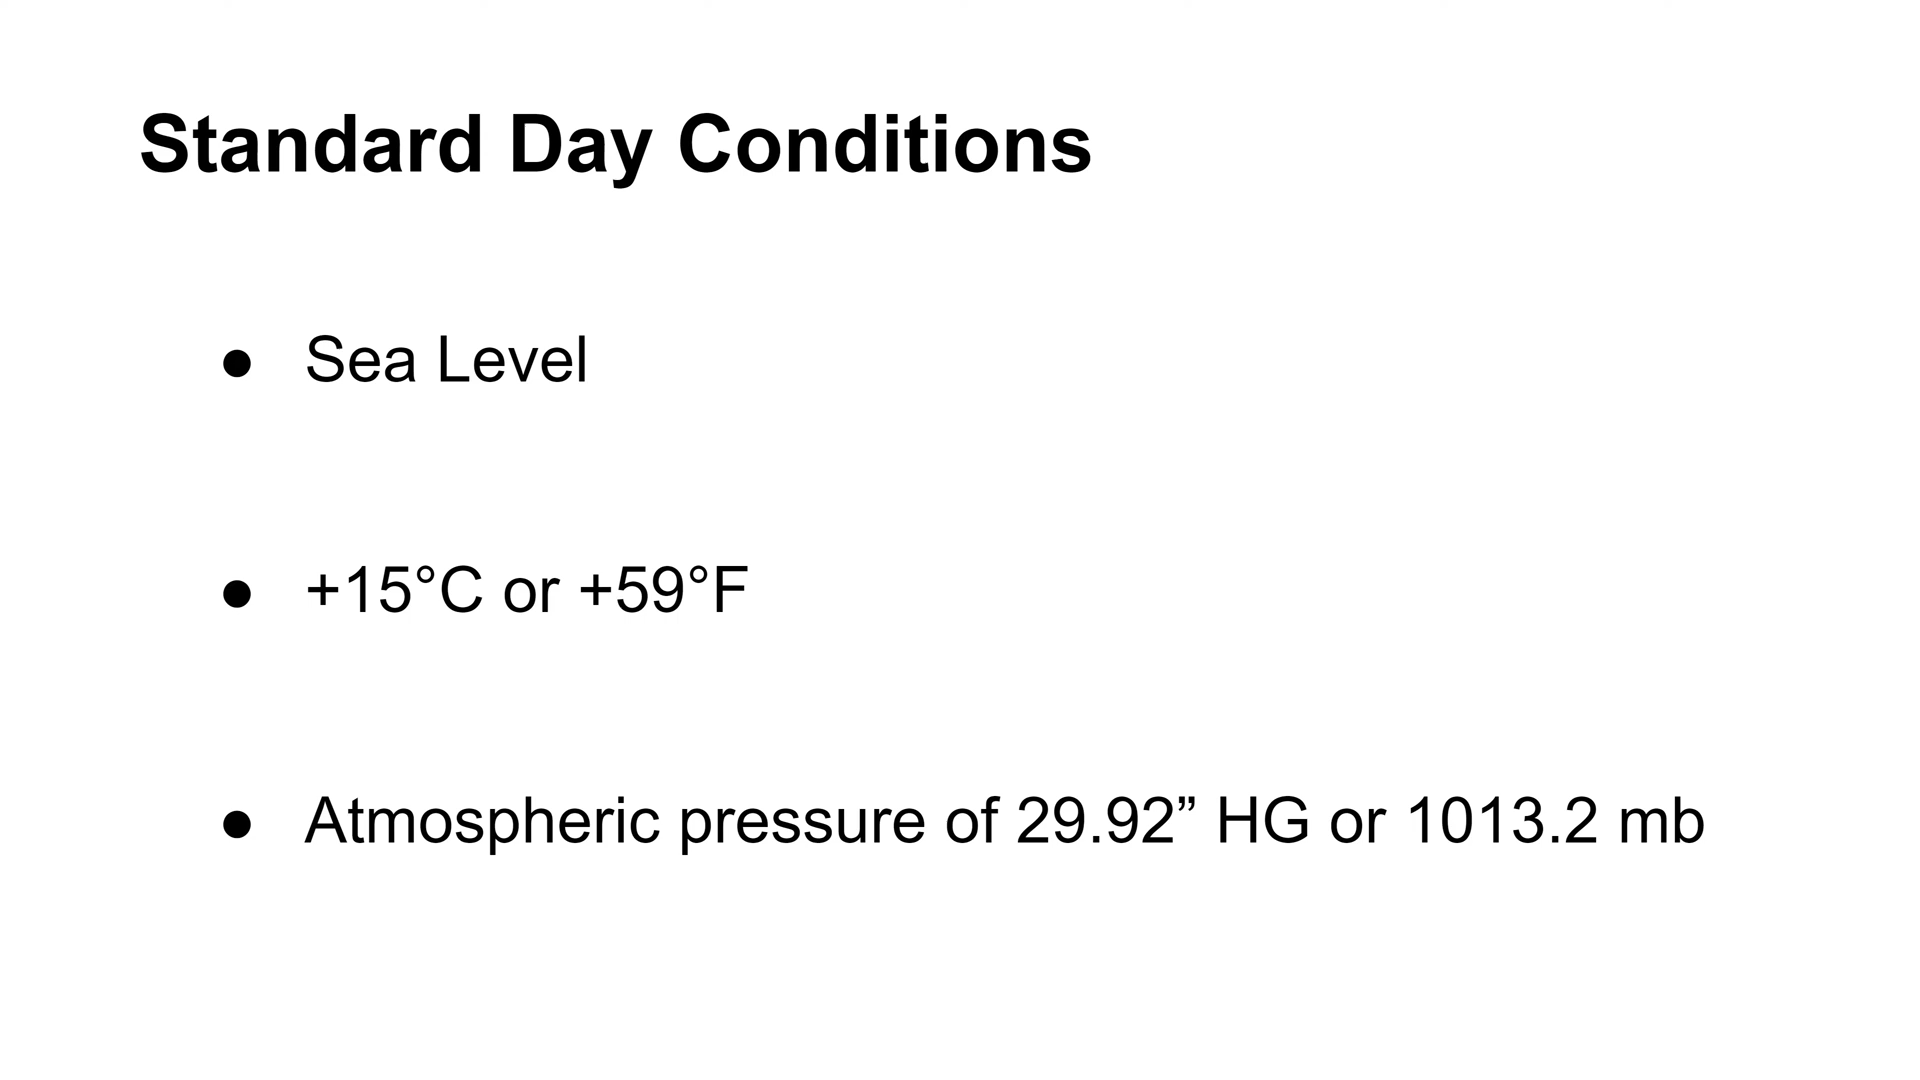 Standard Day Conditions
● Sea Level
● +15°C or +59°F
● Atmospheric pressure of 29.92” HG or 1013.2 mb